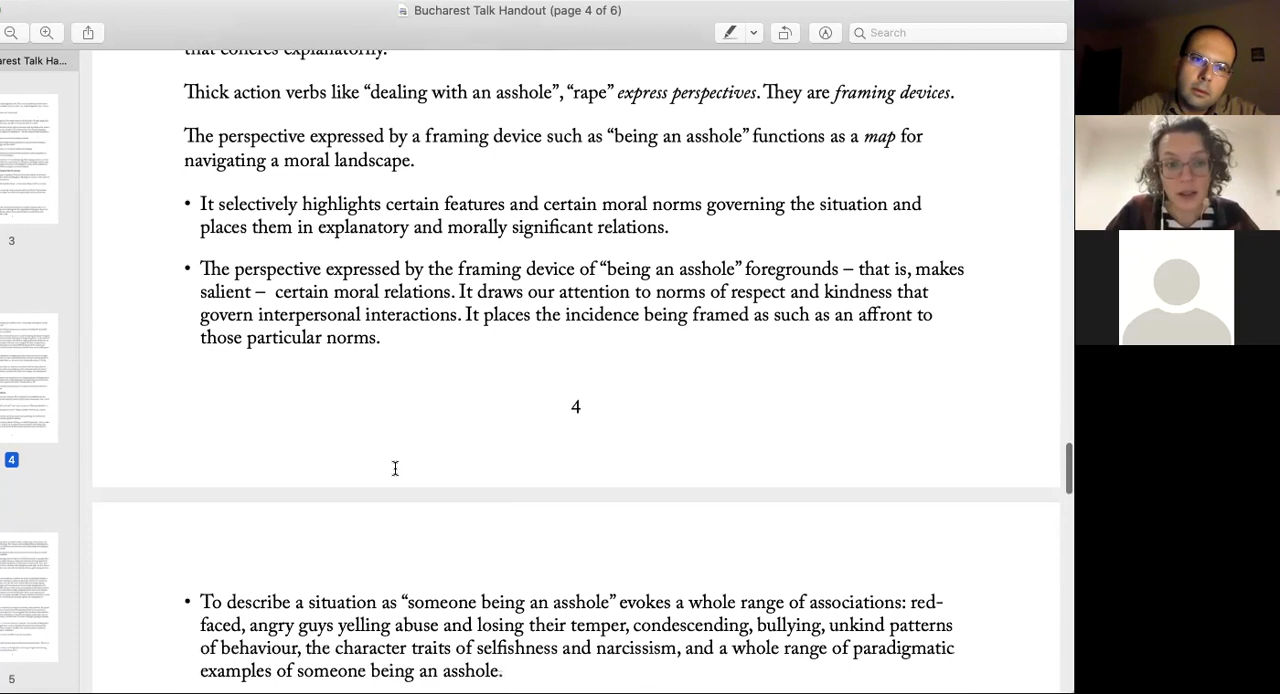 Bucharest Talk Handout (page 4 of 6)
Search
arest Talk Ha...
that coheres explanatorily.
Thick action verbs like “dealing with an asshole”, “rape” express perspectives. They are framing devices.
The perspective expressed by a framing device such as “being an asshole” functions as a map for
navigating a moral landscape.
• It selectively highlights certain features and certain moral norms governing the situation and
places them in explanatory and morally significant relations.
• The perspective expressed by the framing device of “being an asshole” foregrounds – that is, makes
salient – certain moral relations. It draws our attention to norms of respect and kindness that
govern interpersonal interactions. It places the incidence being framed as such as an affront to
those particular norms.
4
• To describe a situation as “someone being an asshole” evokes a whole range of associations: red-
faced, angry guys yelling abuse and losing their temper, condescending, bullying, unkind patterns
of behaviour, the character traits of selfishness and narcissism, and a whole range of paradigmatic
examples of someone being an asshole.
3
4
5